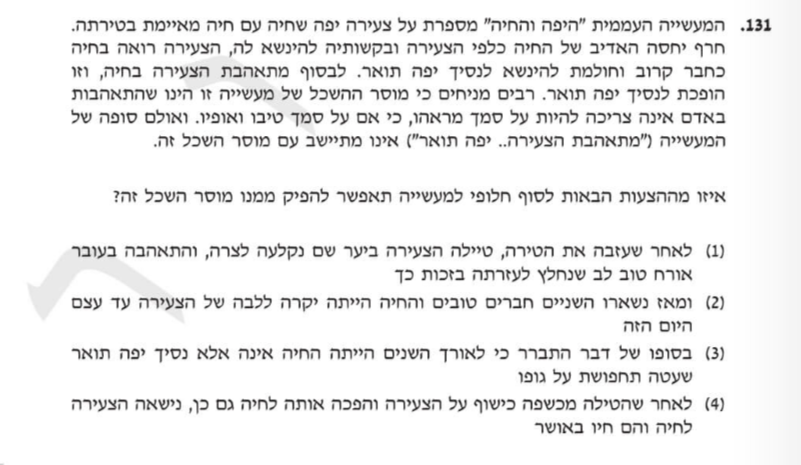 131. המעשייה העממית "היפה והחיה" מספרת על צעירה יפה שחיה עם חיה מאיימת בטירתה.
חרף יחסה האדיב של החיה כלפי הצעירה ובקשותיה להינשא לה, הצעירה רואה בחיה
כחבר קרוב וחולמת להינשא לנסיך יפה תואר. לבסוף מתאהבת הצעירה בחיה, וזו
הופכת לנסיך יפה תואר. רבים מניחים כי מוסר ההשכל של מעשייה זו הינו שהתאהבות
באדם אינה צריכה להיות על סמך מראהו, כי אם על סמך טיבו ואופיו. ואולם סופה של
המעשייה ("מתאהבת הצעירה.. יפה תואר") אינו מתיישב עם מוסר השכל זה.
איזו מההצעות הבאות לסוף חלופי למעשייה תאפשר להפיק ממנו מוסר השכל זה?
(1) לאחר שעזבה את הטירה, טיילה הצעירה ביער שם נקלעה לצרה, והתאהבה בעובר
אורח טוב לב שנחלץ לעזרתה בזכות כך
(2) ומאז נשארו השניים חברים טובים והחיה הייתה יקרה ללבה של הצעירה עד עצם
היום הזה
(3) בסופו של דבר התברר כי לאורך השנים הייתה החיה אינה אלא נסיך יפה תואר
שעטה תחפושת על גופו
(4) לאחר שהטילה מכשפה כישוף על הצעירה והפכה אותה לחיה גם כן, נישאה הצעירה
לחיה והם חיו באושר